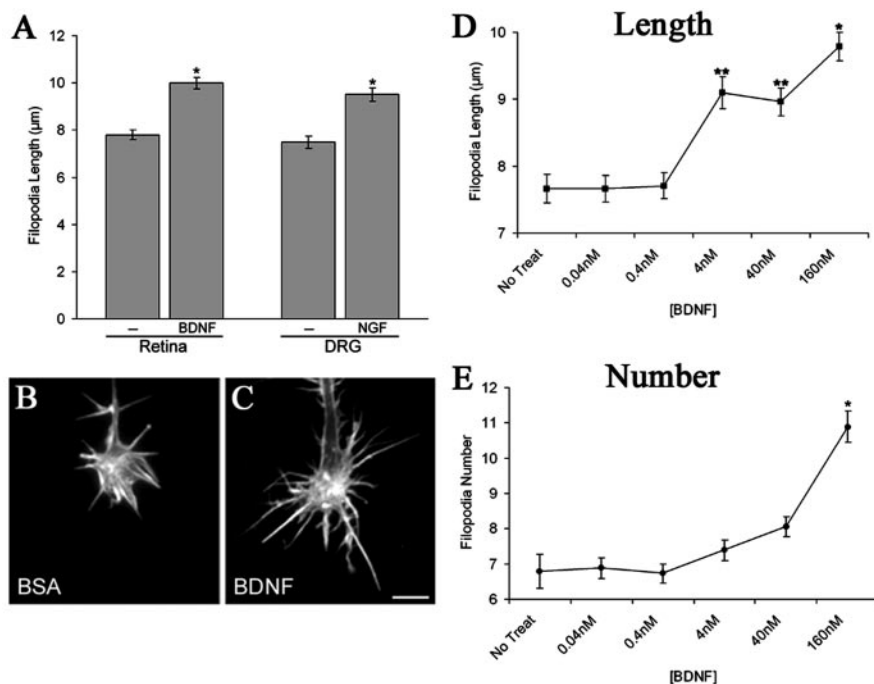 A
Filopodia Length (µm)
12
10
8
6
4
2
0
*
*
– BDNF – NGF
Retina DRG
B
BSA
C
BDNF
D
Length
Filopodia Length (µm)
10
9
8
7
** ** *
No Treat 0.04nM 0.4nM 4nM 40nM 160nM
[BDNF]
E
Number
Filopodia Number
12
11
10
9
8
7
6
*
No Treat 0.04nM 0.4nM 4nM 40nM 160nM
[BDNF]